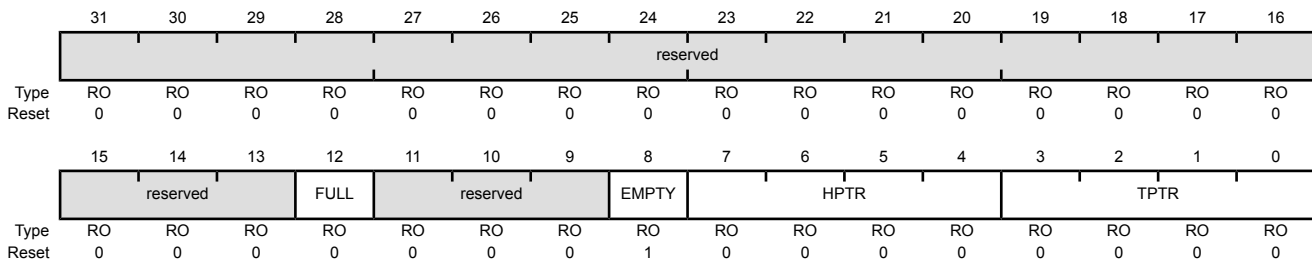 31 30 29 28 27 26 25 24 23 22 21 20 19 18 17 16
reserved
Type RO RO RO RO RO RO RO RO RO RO RO RO RO RO RO RO
Reset 0 0 0 0 0 0 0 0 0 0 0 0 0 0 0 0
15 14 13 12 11 10 9 8 7 6 5 4 3 2 1 0
reserved FULL reserved EMPTY HPTR TPTR
Type RO RO RO RO RO RO RO RO RO RO RO RO RO RO RO RO
Reset 0 0 0 0 0 0 0 1 0 0 0 0 0 0 0 0